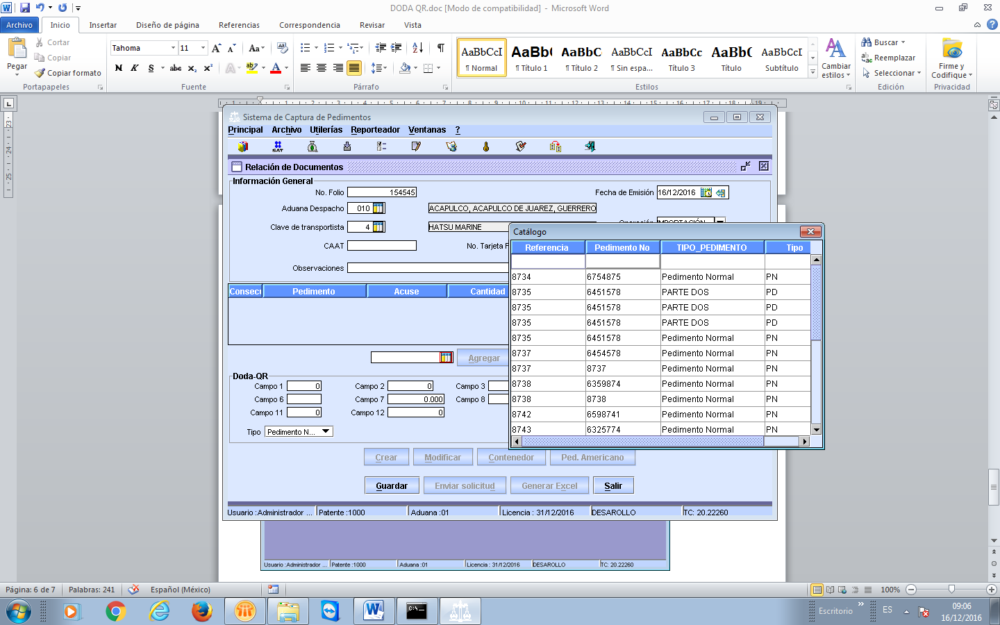 DODA QR.doc [Modo de compatibilidad] - Microsoft Word
Archivo Inicio Insertar Diseño de página Referencias Correspondencia Revisar Vista
Pegar Cortar Copiar Copiar formato
Tahoma 11
N K S abc x₂ x²
AaBbCcI AaBb( AaBbC AaBbCcI AaBbCc AaBb( AaBbCcI
¶ Normal ¶ Título 1 ¶ Título 2 ¶ Sin espa... Título 3 Título Subtítulo
Cambiar estilos
Buscar
Reemplazar
Seleccionar
Firme y Codifique
Portapapeles Fuente Párrafo Estilos Edición Privacidad
Sistema de Captura de Pedimentos
Principal Archivo Utilerías Reporteador Ventanas ?
SAT
Relación de Documentos
Información General
No. Folio 154545 Fecha de Emisión 16/12/2016
Aduana Despacho 010 ACAPULCO, ACAPULCO DE JUAREZ, GUERRERO
Clave de transportista 4 HATSU MARINE
CAAT No. Tarjeta
Observaciones
Pedimento Acuse Cantidad
Agregar
Doda-QR
Campo 1 0 Campo 2 0 Campo 3
Campo 6 Campo 7 0.000 Campo 8
Campo 11 0 Campo 12 0
Tipo Pedimento N...
Crear Modificar Contenedor Ped. Americano
Guardar Enviar solicitud Generar Excel Salir
Usuario :Administrador ... Patente :1000 Aduana :01 Licencia : 31/12/2016 DESAROLLO TC: 20.22260
Catálogo
Referencia Pedimento No TIPO_PEDIMENTO Tipo
8734 6754875 Pedimento Normal PN
8735 6451578 PARTE DOS PD
8735 6451578 PARTE DOS PD
8735 6451578 PARTE DOS PD
8735 6451578 Pedimento Normal PN
8737 6454578 Pedimento Normal PN
8737 8737 Pedimento Normal PN
8738 6359874 Pedimento Normal PN
8738 8738 Pedimento Normal PN
8742 6598741 Pedimento Normal PN
8743 6325774 Pedimento Normal PN
Usuario :Administrador ... Patente :1000 Aduana :01 Licencia : 31/12/2016 DESAROLLO TC: 20.22260
Página: 6 de 7 Palabras: 241 Español (México) 100%
Escritorio ES 09:06
16/12/2016